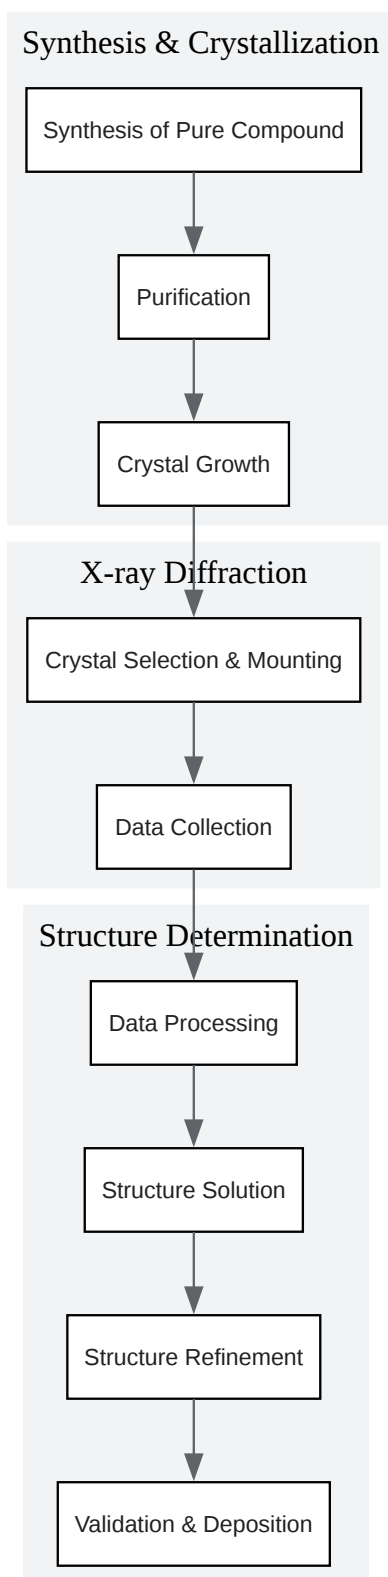 Synthesis & Crystallization
Synthesis of Pure Compound
Purification
Crystal Growth
X-ray Diffraction
Crystal Selection & Mounting
Data Collection
Structure Determination
Data Processing
Structure Solution
Structure Refinement
Validation & Deposition